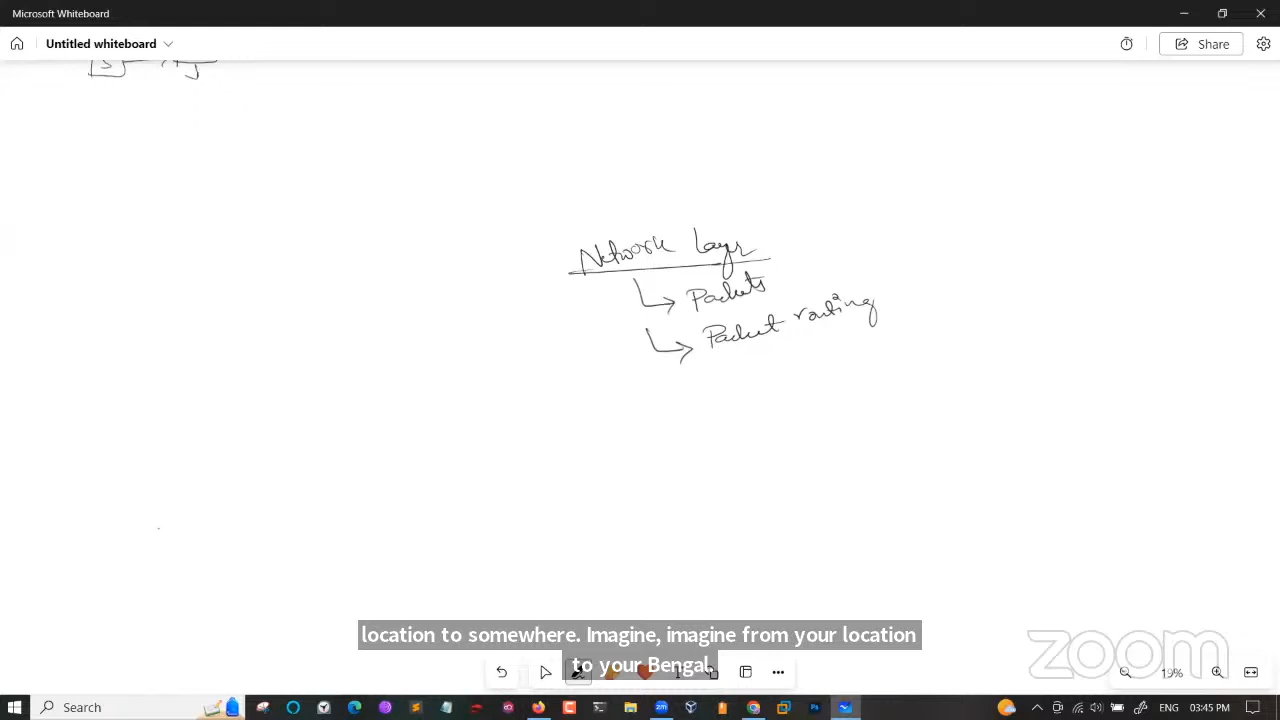 Microsoft Whiteboard
Untitled whiteboard
Share
Network Layer
Packets
Packet routing
location to somewhere. Imagine, imagine from your location
to your Bengal.
zoom
19%
Search
ENG
03:45 PM